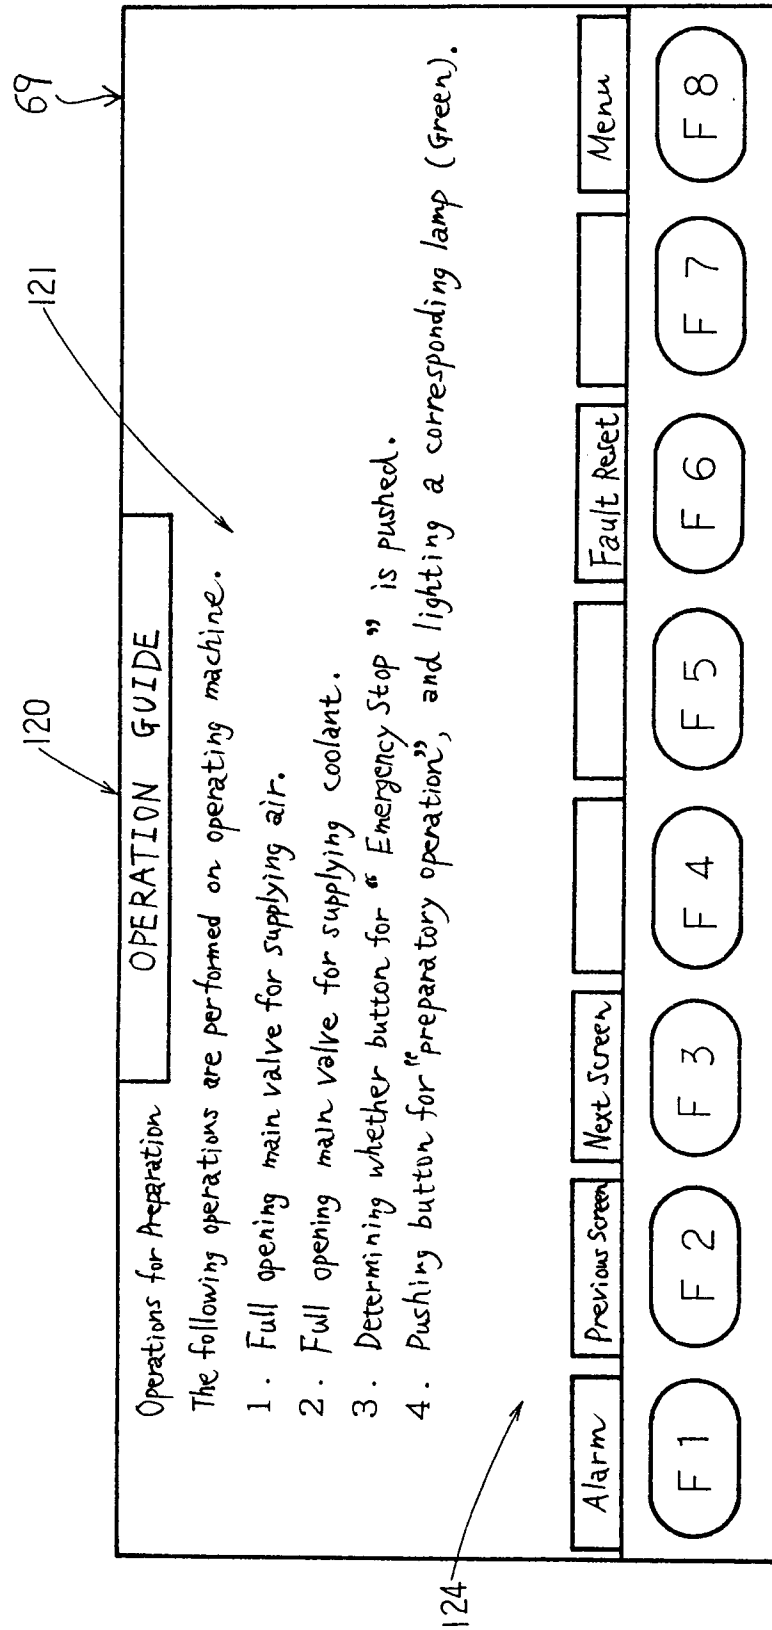 69
121
120
OPERATION GUIDE
Operations for Preparation
The following operations are performed on operating machine.
1. Full opening main valve for supplying air.
2. Full opening main valve for supplying coolant.
3. Determining whether button for “Emergency Stop” is pushed.
4. Pushing button for “preparatory operation”, and lighting a corresponding lamp (Green).
124
Alarm
Previous Screen
Next Screen
Fault Reset
Menu
F1
F2
F3
F4
F5
F6
F7
F8